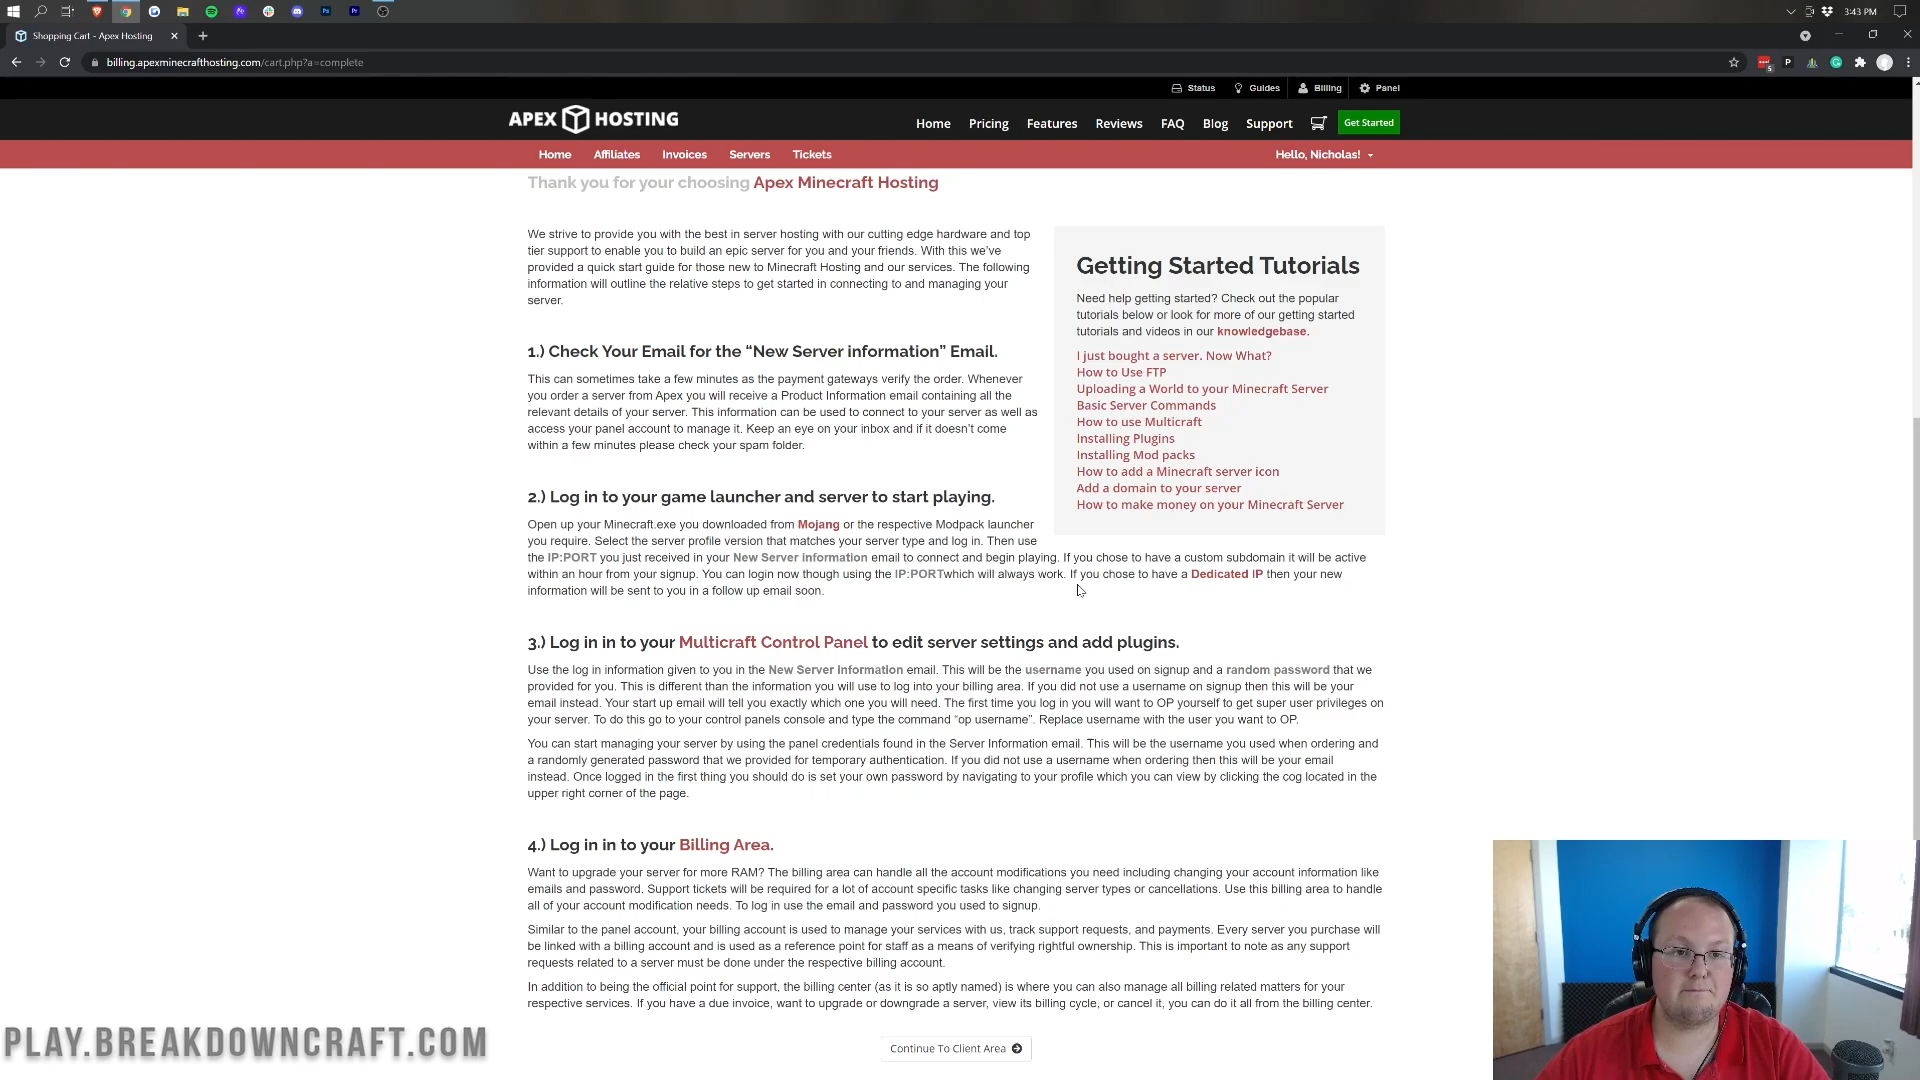 3:43 PM
Shopping Cart - Apex Hosting
billing.apexminecrafthosting.com/cart.php?a=complete
Status Guides Billing Panel
APEX HOSTING
Home Pricing Features Reviews FAQ Blog Support Get Started
Home Affiliates Invoices Servers Tickets Hello, Nicholas!
Thank you for your choosing Apex Minecraft Hosting
We strive to provide you with the best in server hosting with our cutting edge hardware and top
tier support to enable you to build an epic server for you and your friends. With this we've
provided a quick start guide for those new to Minecraft Hosting and our services. The following
information will outline the relative steps to get started in connecting to and managing your
server.
Getting Started Tutorials
Need help getting started? Check out the popular
tutorials below or look for more of our getting started
tutorials and videos in our knowledgebase.
I just bought a server. Now What?
How to Use FTP
Uploading a World to your Minecraft Server
Basic Server Commands
How to use Multicraft
Installing Plugins
Installing Mod packs
How to add a Minecraft server icon
Add a domain to your server
How to make money on your Minecraft Server
1.) Check Your Email for the “New Server information” Email.
This can sometimes take a few minutes as the payment gateways verify the order. Whenever
you order a server from Apex you will receive a Product Information email containing all the
relevant details of your server. This information can be used to connect to your server as well as
access your panel account to manage it. Keep an eye on your inbox and if it doesn't come
within a few minutes please check your spam folder.
2.) Log in to your game launcher and server to start playing.
Open up your Minecraft.exe you downloaded from Mojang or the respective Modpack launcher
you require. Select the server profile version that matches your server type and log in. Then use
the IP:PORT you just received in your New Server information email to connect and begin playing. If you chose to have a custom subdomain it will be active
within an hour from your signup. You can login now though using the IP:PORTwhich will always work. If you chose to have a Dedicated IP then your new
information will be sent to you in a follow up email soon.
3.) Log in in to your Multicraft Control Panel to edit server settings and add plugins.
Use the log in information given to you in the New Server Information email. This will be the username you used on signup and a random password that we
provided for you. This is different than the information you will use to log into your billing area. If you did not use a username on signup then this will be your
email instead. Your start up email will tell you exactly which one you will need. The first time you log in you will want to OP yourself to get super user privileges on
your server. To do this go to your control panels console and type the command “op username”. Replace username with the user you want to OP.
You can start managing your server by using the panel credentials found in the Server Information email. This will be the username you used when ordering and
a randomly generated password that we provided for temporary authentication. If you did not use a username when ordering then this will be your email
instead. Once logged in the first thing you should do is set your own password by navigating to your profile which you can view by clicking the cog located in the
upper right corner of the page.
4.) Log in in to your Billing Area.
Want to upgrade your server for more RAM? The billing area can handle all the account modifications you need including changing your account information like
emails and password. Support tickets will be required for a lot of account specific tasks like changing server types or cancellations. Use this billing area to handle
all of your account modification needs. To log in use the email and password you used to signup.
Similar to the panel account, your billing account is used to manage your services with us, track support requests, and payments. Every server you purchase will
be linked with a billing account and is used as a reference point for staff as a means of verifying rightful ownership. This is important to note as any support
requests related to a server must be done under the respective billing account.
In addition to being the official point for support, the billing center (as it is so aptly named) is where you can also manage all billing related matters for your
respective services. If you have a due invoice, want to upgrade or downgrade a server, view its billing cycle, or cancel it, you can do it all from the billing center.
Continue To Client Area
PLAY.BREAKDOWNCRAFT.COM